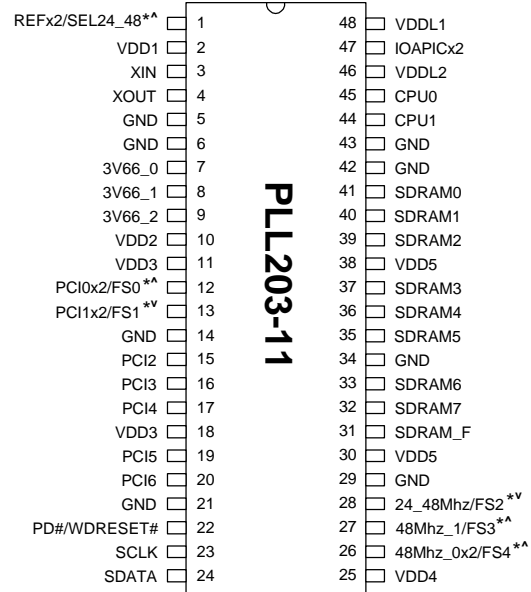 REFx2/SEL24_48*^ 1 48 VDDL1
VDD1 2 47 IOAPICx2
XIN 3 46 VDDL2
XOUT 4 45 CPU0
GND 5 44 CPU1
GND 6 43 GND
3V66_0 7 42 GND
3V66_1 8 41 SDRAM0
3V66_2 9 40 SDRAM1
VDD2 10 39 SDRAM2
VDD3 11 38 VDD5
PCI0x2/FS0*^ 12 37 SDRAM3
PCI1x2/FS1*v 13 36 SDRAM4
GND 14 35 SDRAM5
PCI2 15 34 GND
PCI3 16 33 SDRAM6
PCI4 17 32 SDRAM7
VDD3 18 31 SDRAM_F
PCI5 19 30 VDD5
PCI6 20 29 GND
GND 21 28 24_48Mhz/FS2*v
PD#/WDRESET# 22 27 48Mhz_1/FS3*^
SCLK 23 26 48Mhz_0x2/FS4*^
SDATA 24 25 VDD4
PLL203-11